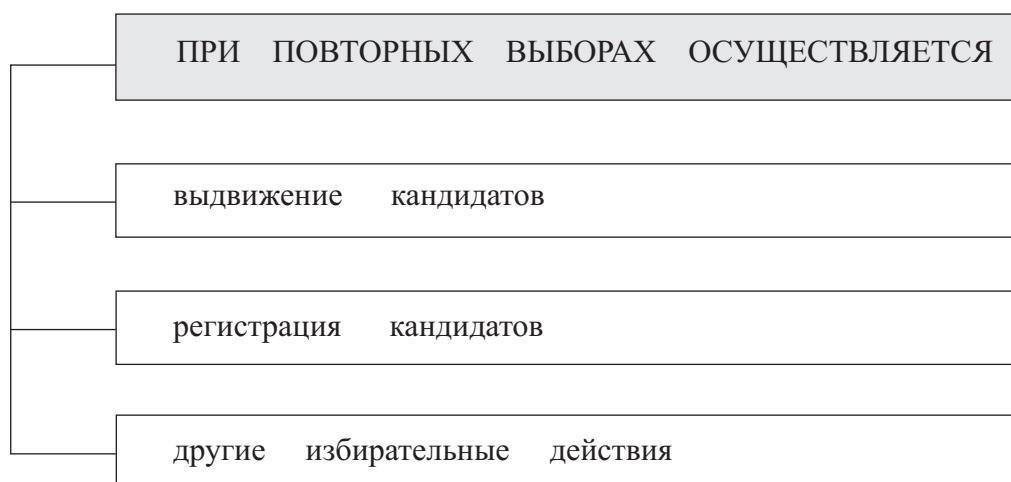 ПРИ ПОВТОРНЫХ ВЫБОРАХ ОСУЩЕСТВЛЯЕТСЯ
выдвижение кандидатов
регистрация кандидатов
другие избирательные действия